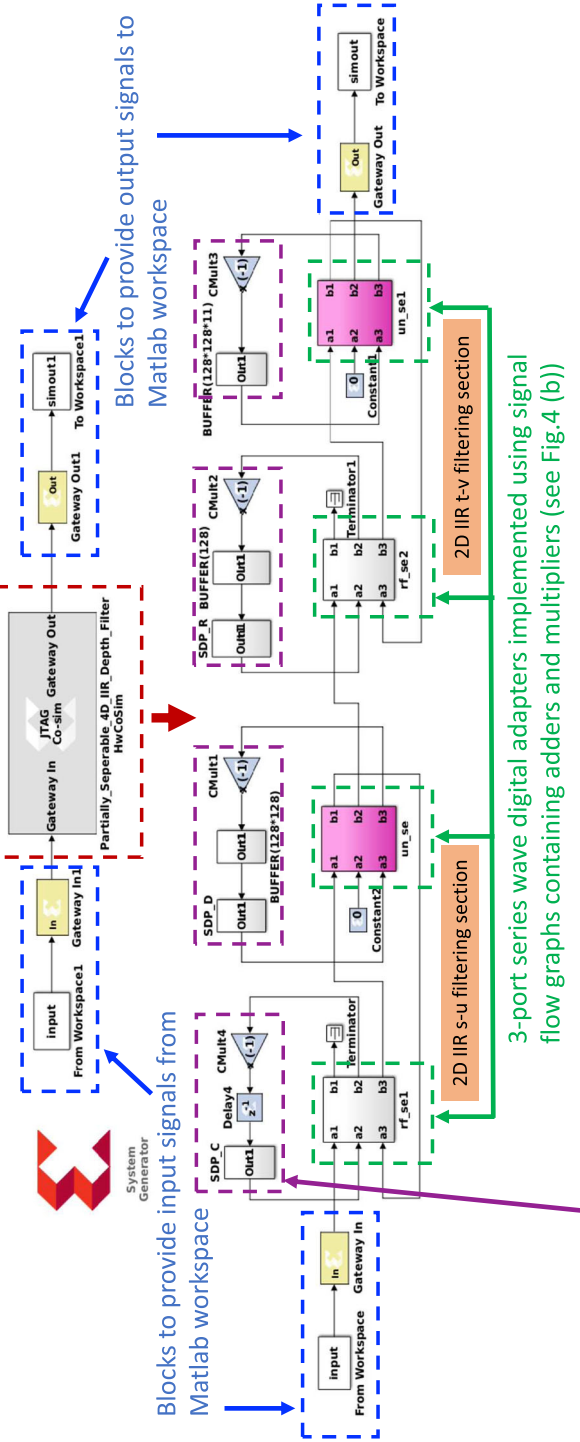 System
Generator
input
From Workspace1
In
Gateway In1
Gateway In
JTAG
Co-sim
Gateway Out
Partially_Seperable_4D_IIR_Depth_Filter
HwCoSim
Out
Gateway Out1
simout1
To Workspace1
Blocks to provide input signals from
Matlab workspace
Blocks to provide output signals to
Matlab workspace
SDP_C
Out1
Delay4
z-1
CMult4
x (-1)
SDP_D
Out1
Out1
BUFFER(128*128)
CMult1
x (-1)
SDP_R
Out1
BUFFER(128)
Out1
CMult2
x (-1)
BUFFER(128*128*11)
Out1
CMult3
x (-1)
input
From Workspace
In
Gateway In
a1
a2
a3
b1
b2
b3
rf_se1
Terminator
0
Constant2
a1
a2
a3
b1
b2
b3
un_se
a1
a2
a3
b1
b2
b3
rf_se2
Terminator1
0
Constant1
a1
a2
a3
b1
b2
b3
un_se1
Out
Gateway Out
simout
To Workspace
2D IIR s-u filtering section
2D IIR t-v filtering section
3-port series wave digital adapters implemented using signal
flow graphs containing adders and multipliers (see Fig.4 (b))